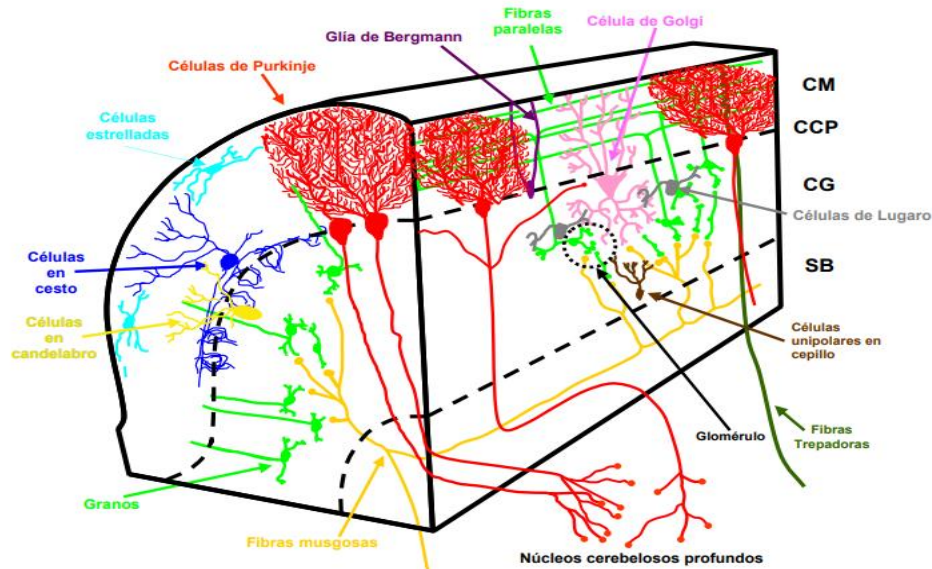 Fibras
paralelas
Célula de Golgi
Glía de Bergmann
Células de Purkinje
CM
Células
estrelladas
CCP
CG
Células de Lugaro
Células
en
cesto
SB
Células
en
candelabro
Células
unipolares en
cepillo
Glomérulo
Fibras
Trepadoras
Granos
Fibras musgosas
Núcleos cerebelosos profundos